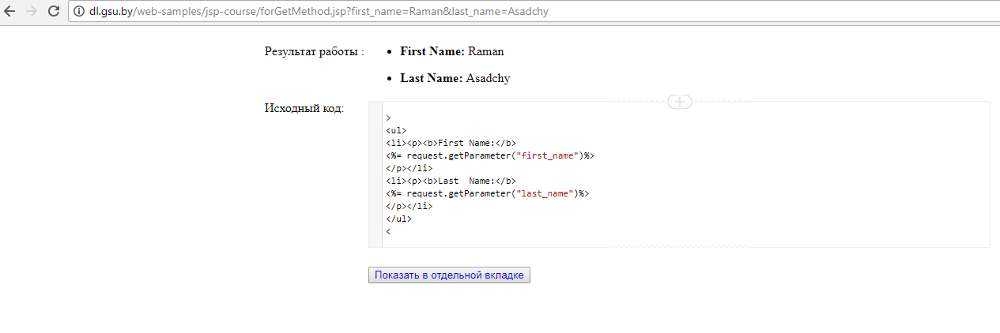 dl.gsu.by/web-samples/jsp-course/forGetMethod.jsp?first_name=Raman&last_name=Asadchy
Результат работы :
• First Name: Raman
• Last Name: Asadchy
Исходный код:
>
<ul>
<li><p><b>First Name:</b>
<%= request.getParameter("first_name")%>
</p></li>
<li><p><b>Last  Name:</b>
<%= request.getParameter("last_name")%>
</p></li>
</ul>
<
Показать в отдельной вкладке